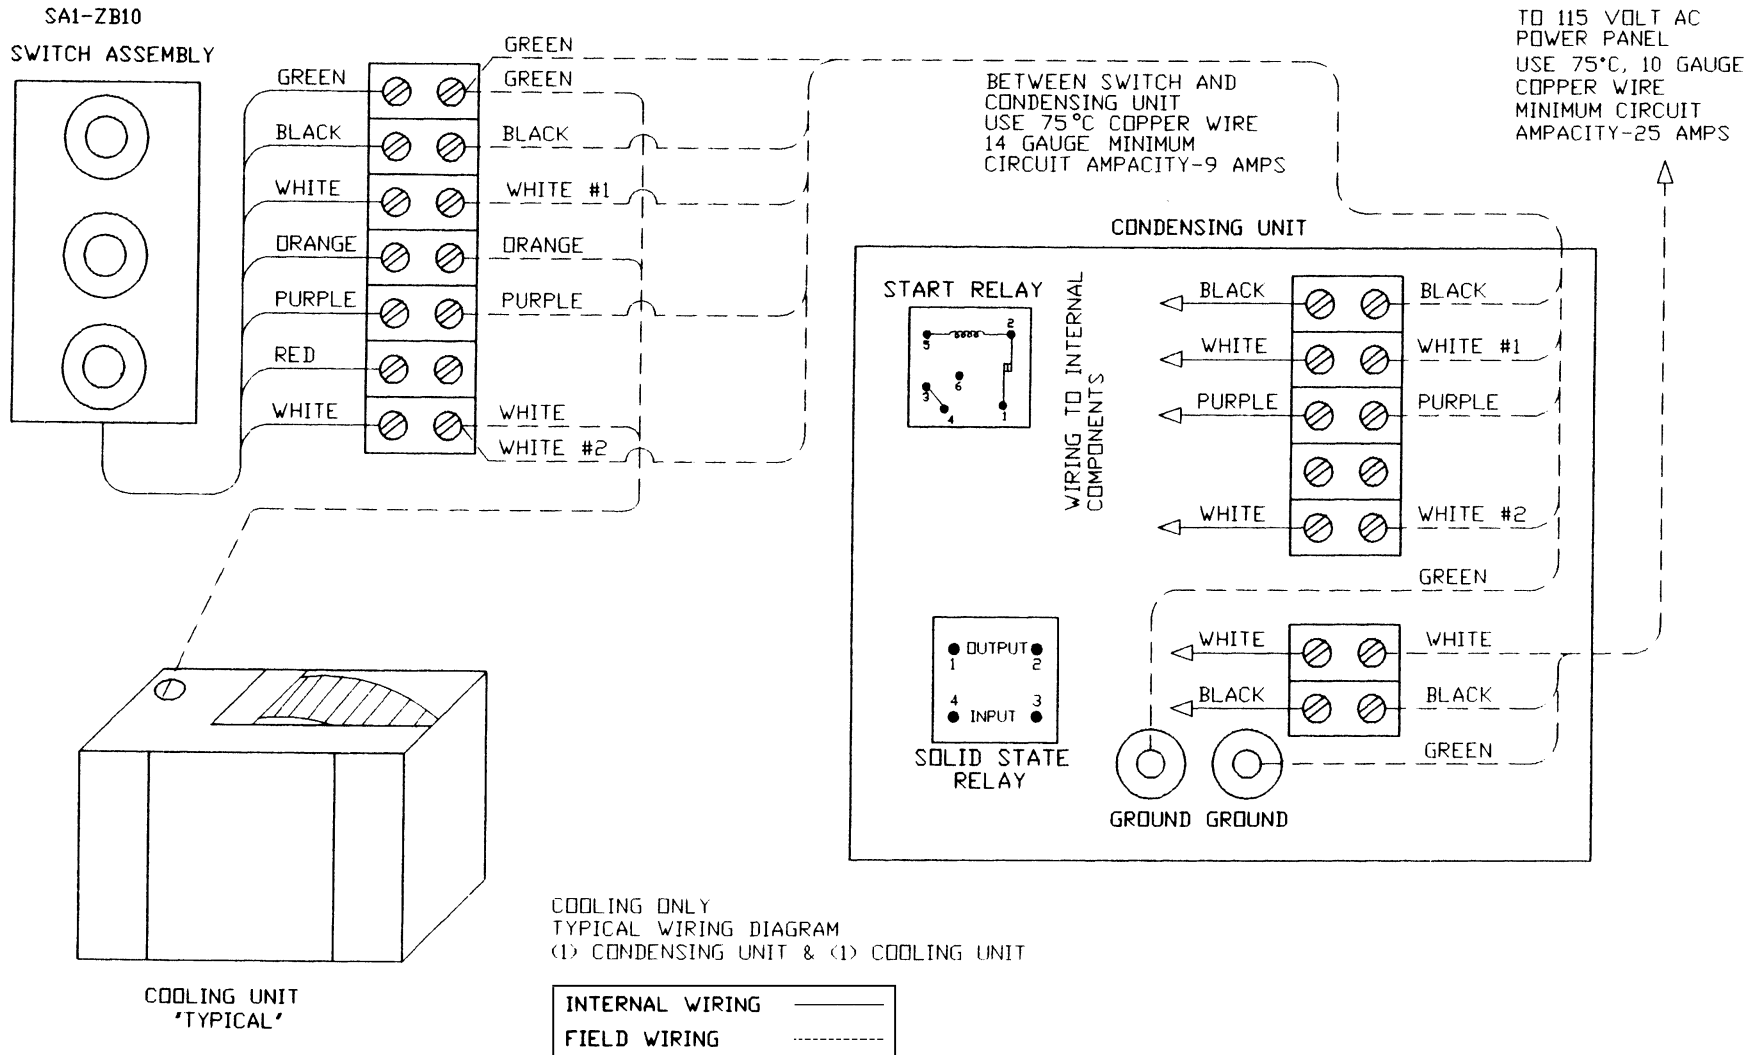 SA1-ZB10
SWITCH ASSEMBLY
GREEN
BLACK
WHITE
ORANGE
PURPLE
RED
WHITE
GREEN
GREEN
BLACK
WHITE #1
ORANGE
PURPLE
WHITE
WHITE #2
BETWEEN SWITCH AND
CONDENSING UNIT
USE 75°C COPPER WIRE
14 GAUGE MINIMUM
CIRCUIT AMPACITY-9 AMPS
TO 115 VOLT AC
POWER PANEL
USE 75°C, 10 GAUGE
COPPER WIRE
MINIMUM CIRCUIT
AMPACITY-25 AMPS
CONDENSING UNIT
START RELAY
5
2
6
3
4
1
WIRING TO INTERNAL
COMPONENTS
BLACK
WHITE
PURPLE
WHITE
BLACK
WHITE #1
PURPLE
WHITE #2
GREEN
OUTPUT
1
2
4
3
INPUT
SOLID STATE
RELAY
WHITE
BLACK
WHITE
BLACK
GREEN
GROUND
GROUND
COOLING UNIT
"TYPICAL"
COOLING ONLY
TYPICAL WIRING DIAGRAM
(1) CONDENSING UNIT & (1) COOLING UNIT
INTERNAL WIRING
FIELD WIRING